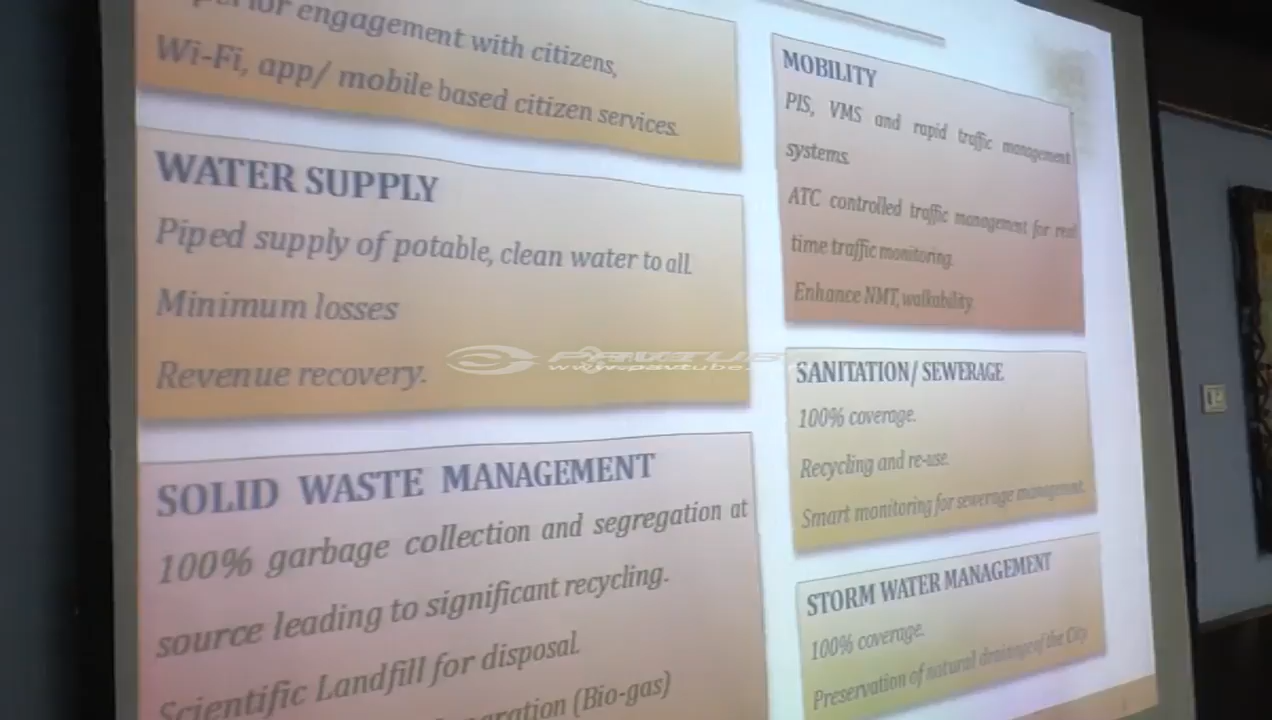 engagement with citizens,
Wi-Fi, app/ mobile based citizen services.
WATER SUPPLY
Piped supply of potable, clean water to all.
Minimum losses
Revenue recovery.
SOLID WASTE MANAGEMENT
100% garbage collection and segregation at
source leading to significant recycling.
Scientific Landfill for disposal.
(Bio-gas)
MOBILITY
PIS, VMS and rapid traffic management
systems.
ATC controlled traffic management for real
time traffic monitoring.
Enhance NMT, walkability.
SANITATION/ SEWERAGE
100% coverage.
Recycling and re-use.
Smart monitoring for sewerage managemnt.
STORM WATER MANAGEMENT
100% coverage.
Preservation of natural drainage of the City
PAVTUBE
www.pavtube.